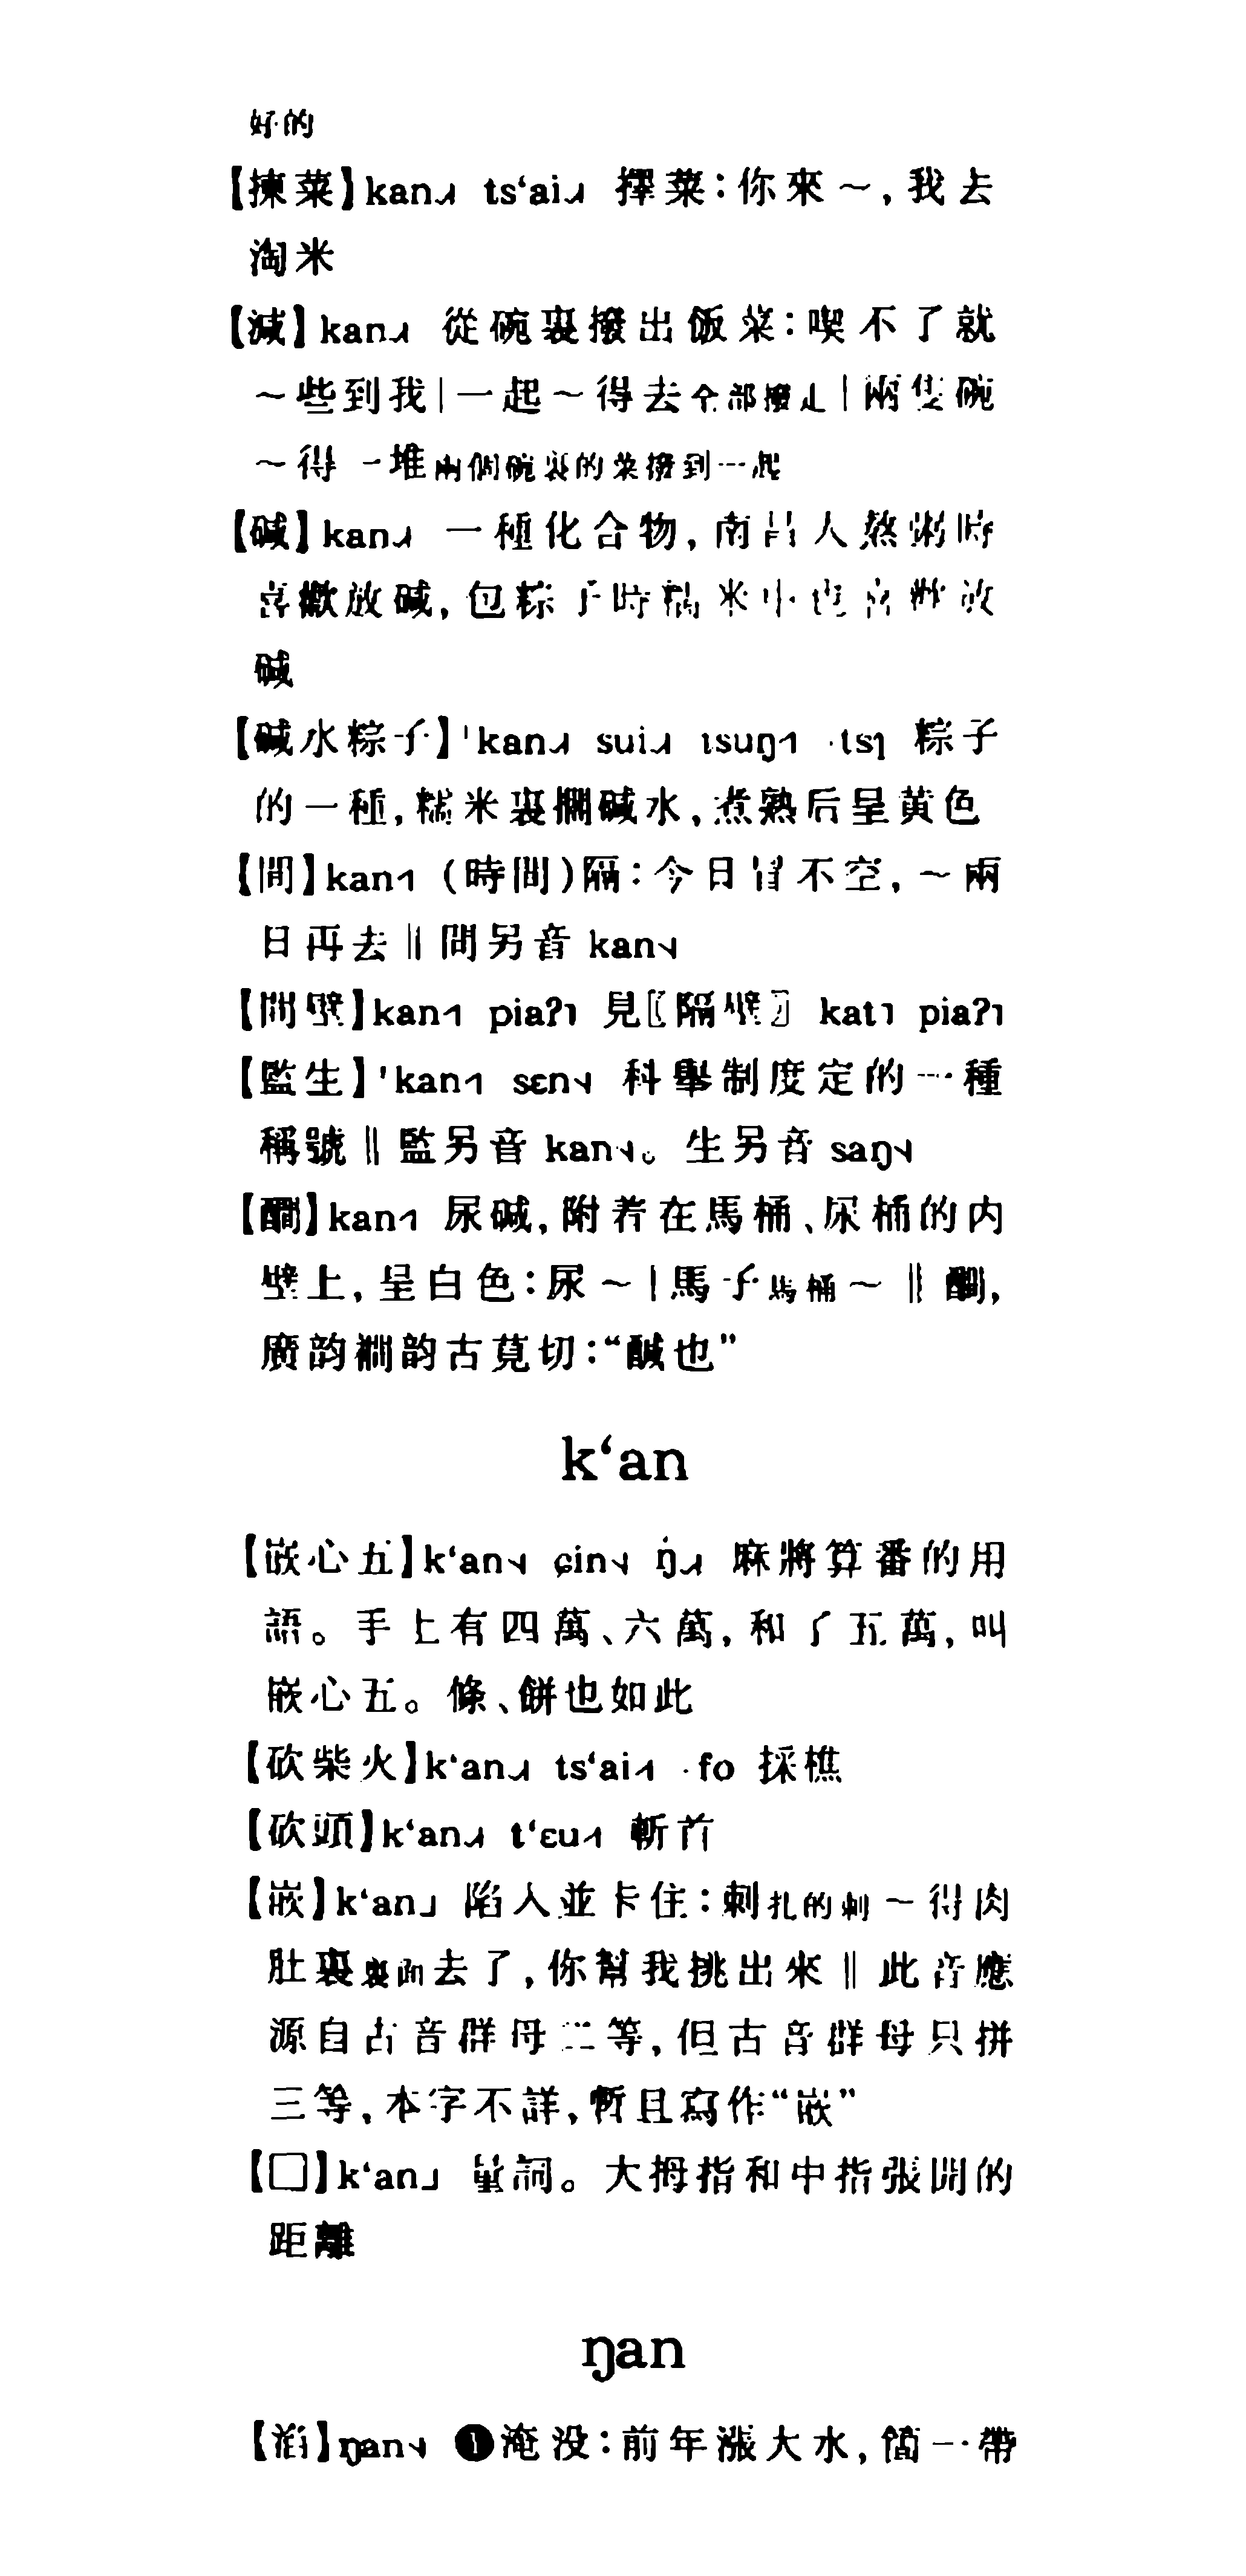 好的
【揀菜】kan˩˧ ts‘ai˩˧ 擇菜：你來～，我去
淘米
【減】kan˩˧ 從碗裏撥出飯菜：喫不了就
～些到我｜一起～得去全部撥走｜兩隻碗
～得一堆兩個碗裏的菜撥到一起
【碱】kan˩˧ 一種化合物，南昌人熬粥時
喜歡放碱，包粽子時糯米中也喜歡放
碱
【碱水粽子】ˈkan˩˧ sui˩˧ tsuŋ˧˥ ·tsɿ 粽子
的一種，糯米裏擱碱水，煮熟后呈黄色
【間】kan˧˥ （時間）隔：今日冒不空，～兩
日再去‖間另音 kan˦˨
【間壁】kan˧˥ piaʔ˥ 見〖隔壁〗 kat˥ piaʔ˥
【監生】ˈkan˧˥ sɛn˦˨ 科舉制度定的一種
稱號‖監另音 kan˦˨。生另音 saŋ˦˨
【䵤】kan˧˥ 尿碱，附着在馬桶、尿桶的内
壁上，呈白色：尿～｜馬子馬桶～‖䵤，
廣韵襇韵古莧切：“鹹也”
k‘an
【嵌心五】k‘an˦˨ ɕin˦˨ ŋ̍˩˧ 麻將算番的用
語。手上有四萬、六萬，和了五萬，叫
嵌心五。條、餅也如此
【砍柴火】k‘an˩˧ ts‘ai˧˥ ·fo 採樵
【砍頭】k‘an˩˧ t‘ɛu˧˥ 斬首
【嵌】k‘an˩ 陷入並卡住：刺扎的刺～得肉
肚裏裏面去了，你幫我挑出來‖此音應
源自古音群母二等，但古音群母只拼
三等，本字不詳，暫且寫作“嵌”
【□】k‘an˩ 量詞。大拇指和中指張開的
距離
ŋan
【淊】ŋan˦˨ ❶淹没：前年漲大水，箇一帶